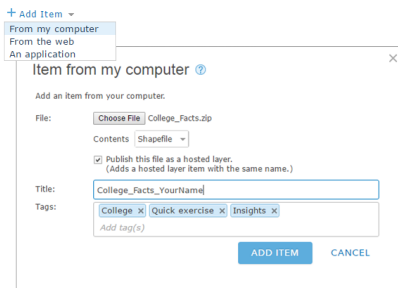 + Add Item
From my computer
From the web
An application
Item from my computer ?
Add an item from your computer.
File: Choose File College_Facts.zip
Contents Shapefile
Publish this file as a hosted layer.
(Adds a hosted layer item with the same name.)
Title: College_Facts_YourName
Tags: College x Quick exercise x Insights x
Add tag(s)
ADD ITEM CANCEL